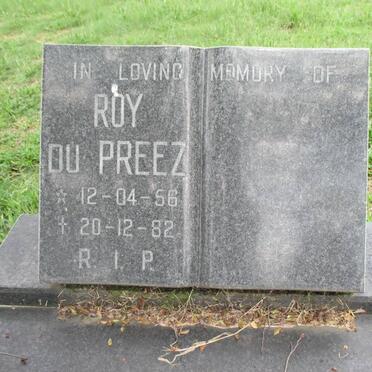 IN LOVING MEMORY OF
ROY
DU PREEZ
☆ 12-04-56
✝ 20-12-82
R. I. P.